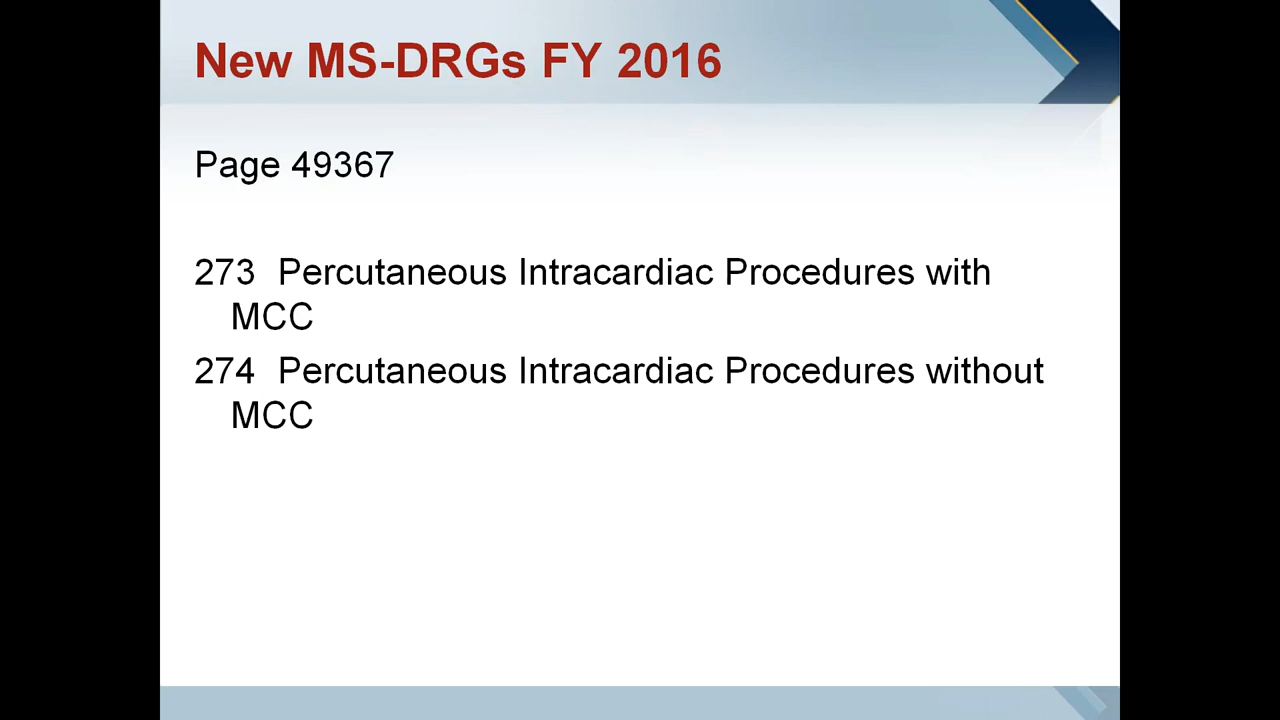 New MS-DRGs FY 2016
Page 49367
273 Percutaneous Intracardiac Procedures with
MCC
274 Percutaneous Intracardiac Procedures without
MCC